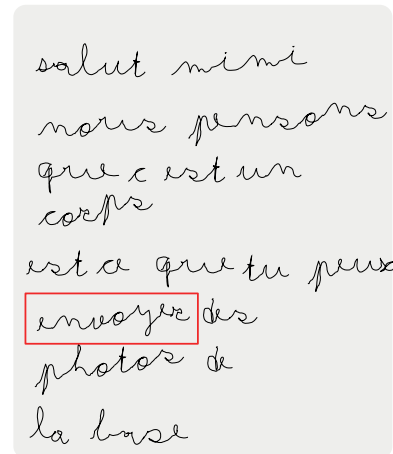 salut mimi
nous pensons
que c est un
corps
est ce que tu peux
envoyer des
photos de
la base